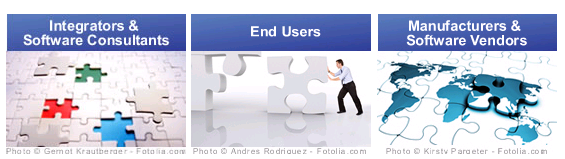 Integrators &
Software Consultants
End Users
Manufacturers &
Software Vendors
Photo © Gernot Krautberger - Fotolia.com
Photo © Andres Rodriguez - Fotolia.com
Photo © Kirsty Pargeter - Fotolia.com